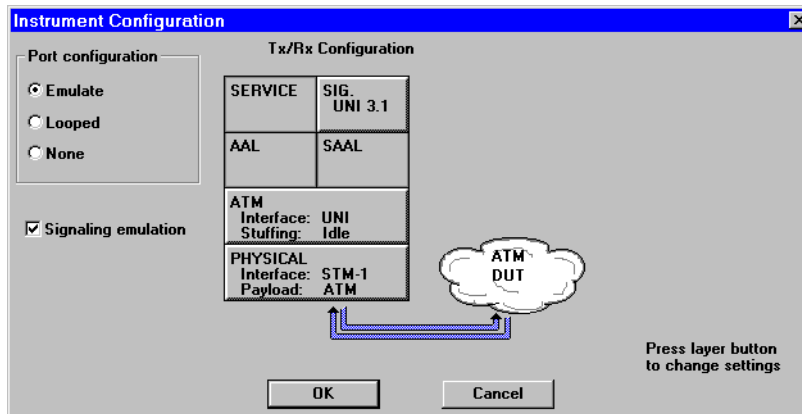 Instrument Configuration
Port configuration
Emulate
Looped
None
Signaling emulation
Tx/Rx Configuration
SERVICE
SIG.
UNI 3.1
AAL
SAAL
ATM
Interface: UNI
Stuffing: Idle
PHYSICAL
Interface: STM-1
Payload: ATM
ATM
DUT
Press layer button
to change settings
OK
Cancel